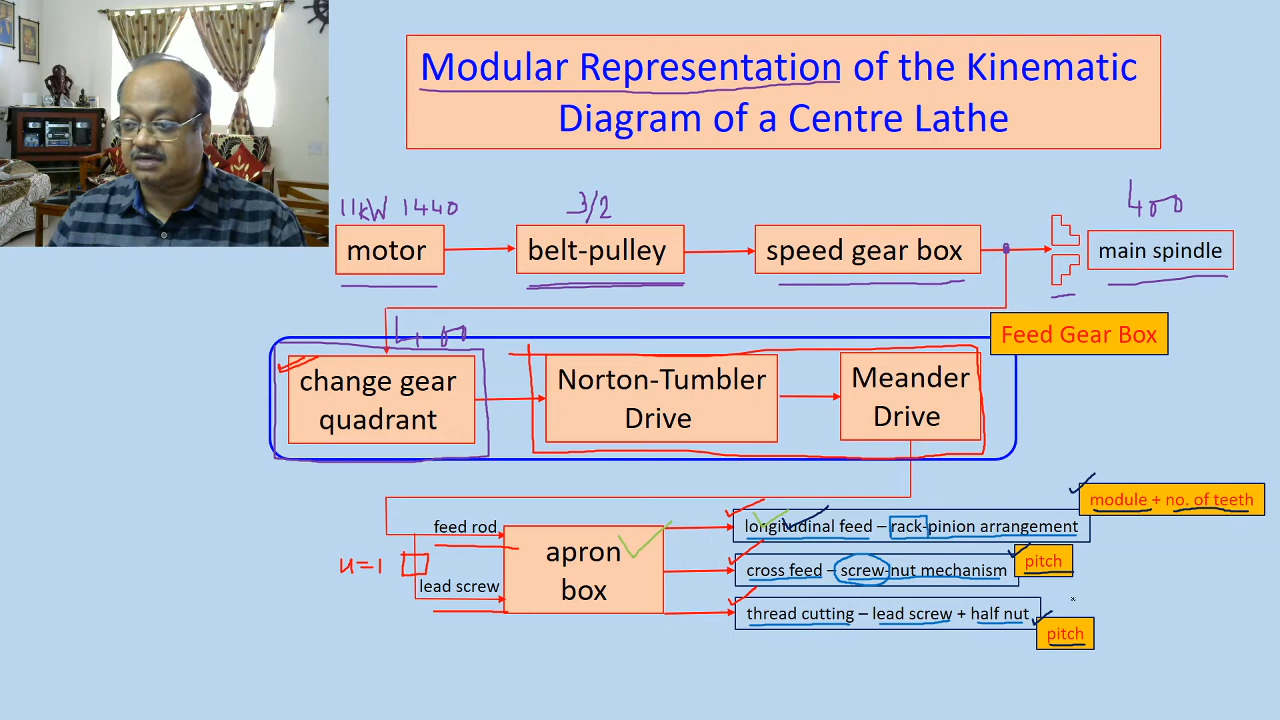 Modular Representation of the Kinematic
Diagram of a Centre Lathe
11kW 1440
3/2
400
motor
belt-pulley
speed gear box
main spindle
400
Feed Gear Box
change gear
quadrant
Norton-Tumbler
Drive
Meander
Drive
module + no. of teeth
feed rod
longitudinal feed – rack-pinion arrangement
apron
box
u=1
cross feed – screw-nut mechanism
pitch
lead screw
thread cutting – lead screw + half nut
pitch